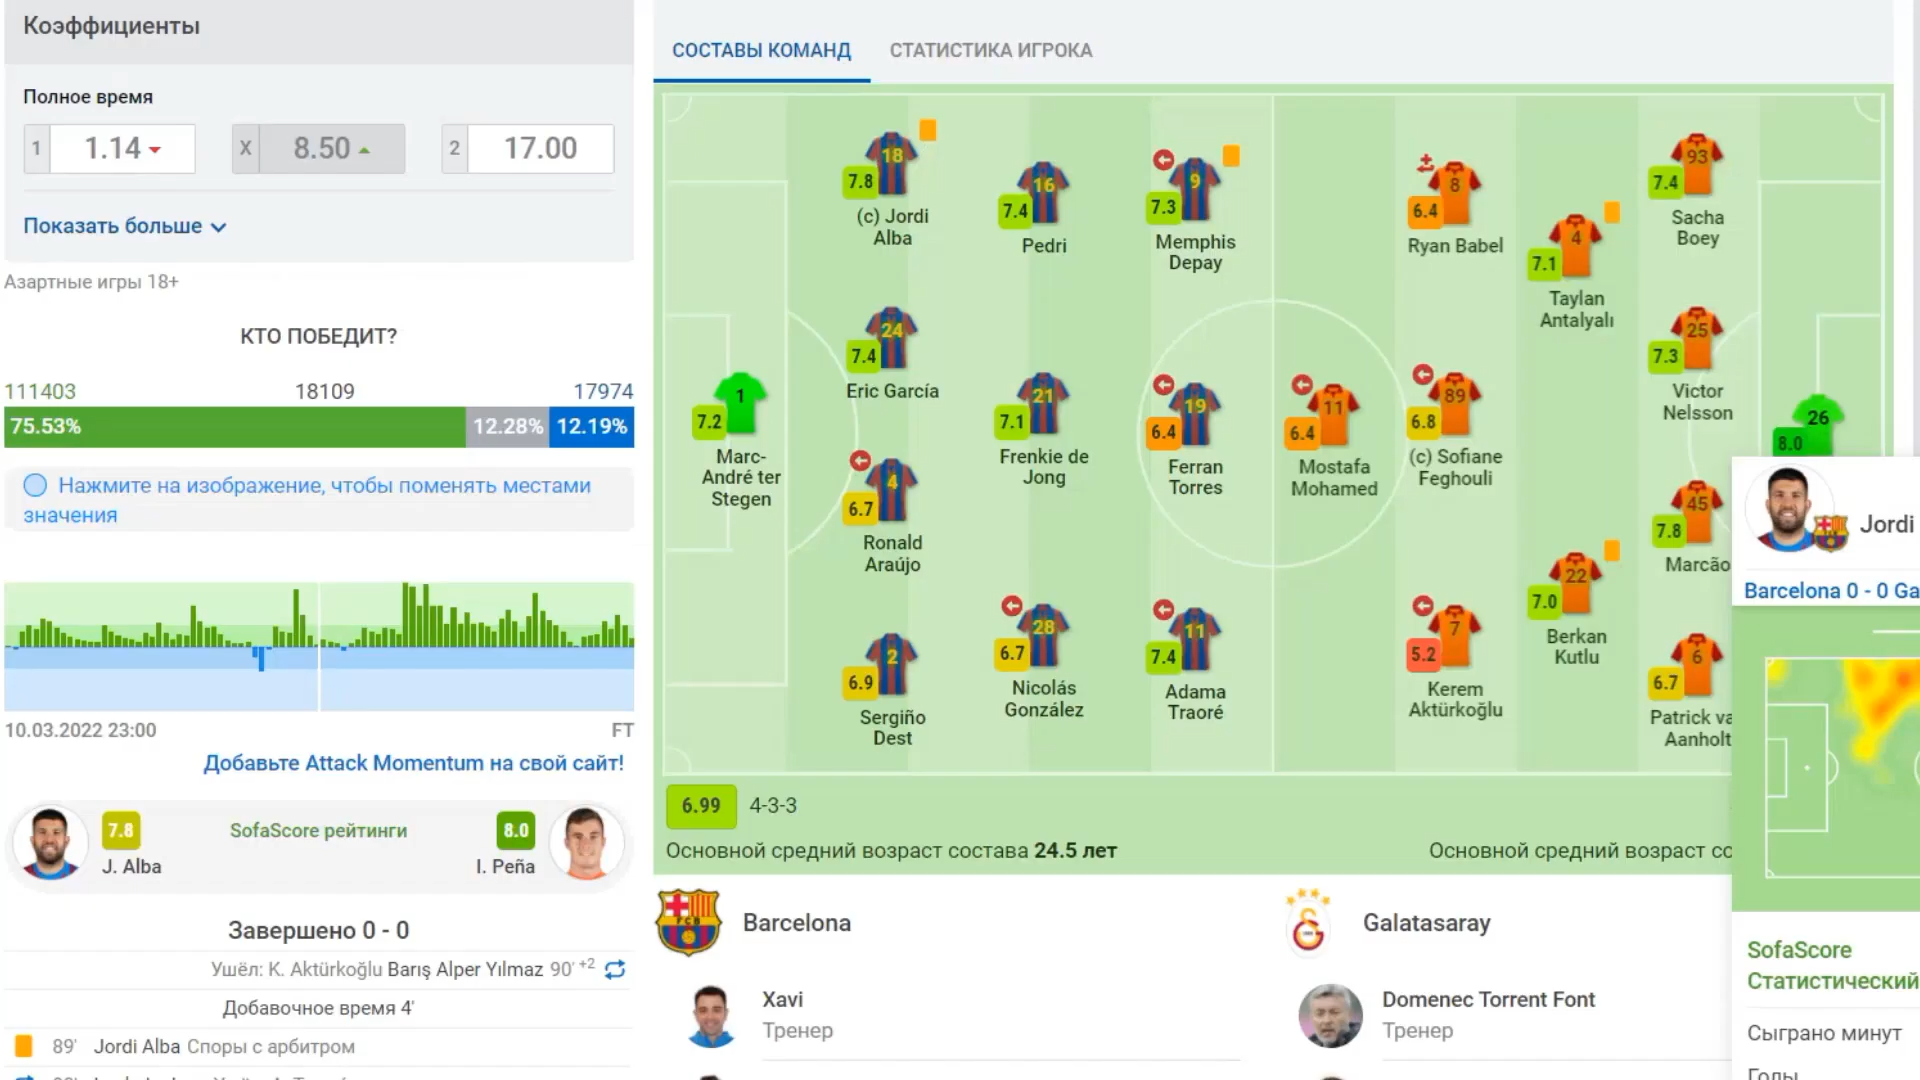 Коэффициенты
Полное время
1 1.14 X 8.50 2 17.00
Показать больше
Азартные игры 18+
КТО ПОБЕДИТ?
111403 18109 17974
75.53% 12.28% 12.19%
Нажмите на изображение, чтобы поменять местами
значения
10.03.2022 23:00 FT
Добавьте Attack Momentum на свой сайт!
7.8 SofaScore рейтинги 8.0
J. Alba I. Peña
Завершено 0 - 0
Ушёл: K. Aktürkoğlu Barış Alper Yılmaz 90' +2
Добавочное время 4'
89' Jordi Alba Споры с арбитром
СОСТАВЫ КОМАНД СТАТИСТИКА ИГРОКА
1
7.2
Marc-
André ter
Stegen
18
7.8
(c) Jordi
Alba
24
7.4
Eric García
4
6.7
Ronald
Araújo
2
6.9
Sergiño
Dest
16
7.4
Pedri
21
7.1
Frenkie de
Jong
28
6.7
Nicolás
González
9
7.3
Memphis
Depay
19
6.4
Ferran
Torres
11
7.4
Adama
Traoré
11
6.4
Mostafa
Mohamed
8
6.4
Ryan Babel
89
6.8
(c) Sofiane
Feghouli
7
5.2
Kerem
Aktürkoğlu
4
7.1
Taylan
Antalyalı
22
7.0
Berkan
Kutlu
93
7.4
Sacha
Boey
25
7.3
Victor
Nelsson
45
7.8
Marcão
6
6.7
Patrick va
Aanholt
26
8.0
6.99 4-3-3
Основной средний возраст состава 24.5 лет
Основной средний возраст со
Barcelona
Xavi
Тренер
Galatasaray
Domenec Torrent Font
Тренер
Jordi
Barcelona 0 - 0 Ga
SofaScore
Статистический
Сыграно минут
Голы